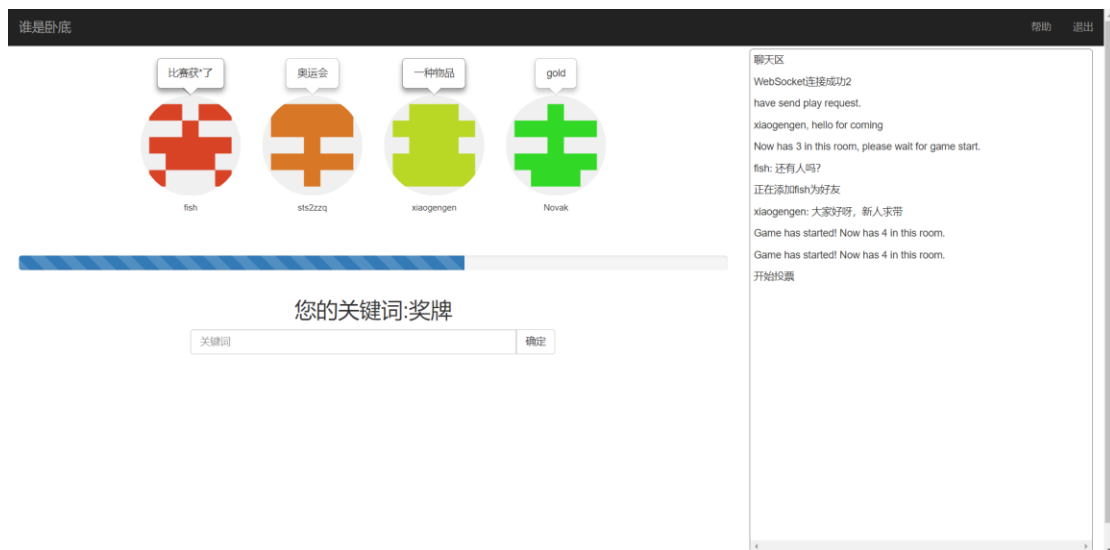 谁是卧底
帮助
退出
比赛获*了
奥运会
一种物品
gold
fish
sts2zzq
xiaogengen
Novak
您的关键词:奖牌
关键词
确定
聊天区
WebSocket连接成功2
have send play request.
xiaogengen, hello for coming
Now has 3 in this room, please wait for game start.
fish: 还有人吗?
正在添加fish为好友
xiaogengen: 大家好呀，新人求带
Game has started! Now has 4 in this room.
Game has started! Now has 4 in this room.
开始投票